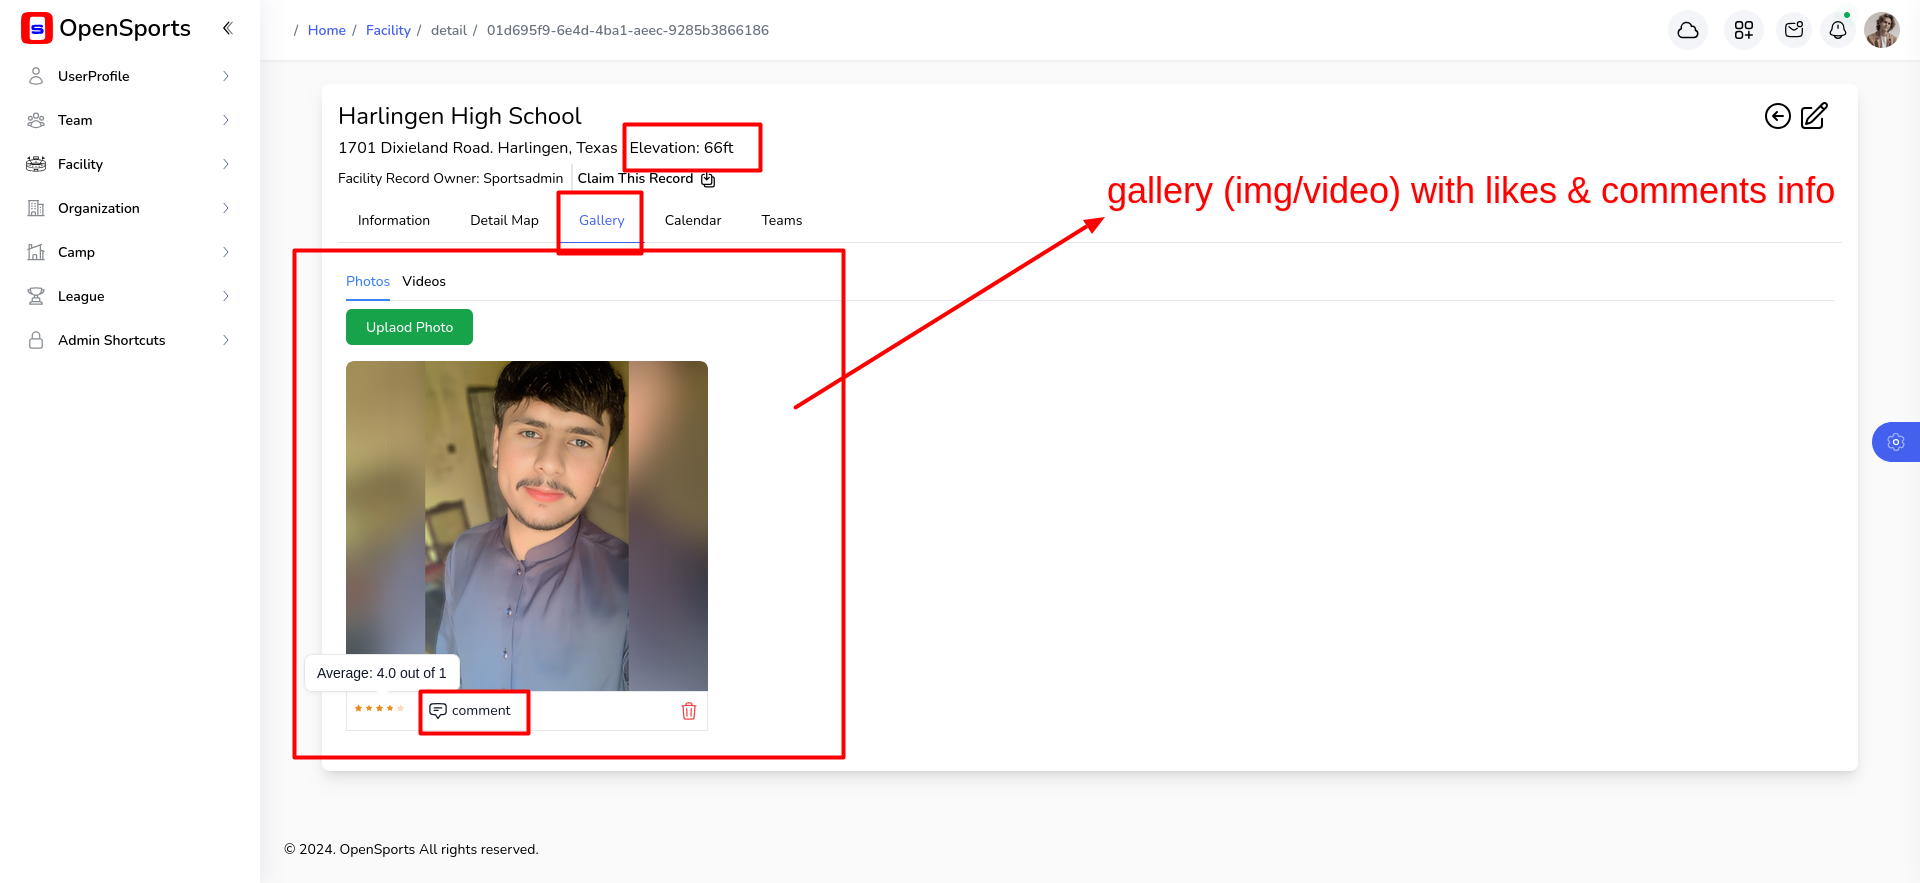 OpenSports
/ Home / Facility / detail / 01d695f9-6e4d-4ba1-aeec-9285b3866186
UserProfile
Team
Facility
Organization
Camp
League
Admin Shortcuts
Harlingen High School
1701 Dixieland Road. Harlingen, Texas
Elevation: 66ft
Facility Record Owner: Sportsadmin
Claim This Record
gallery (img/video) with likes & comments info
Information Detail Map Gallery Calendar Teams
Photos Videos
Uplaod Photo
Average: 4.0 out of 1
comment
© 2024. OpenSports All rights reserved.